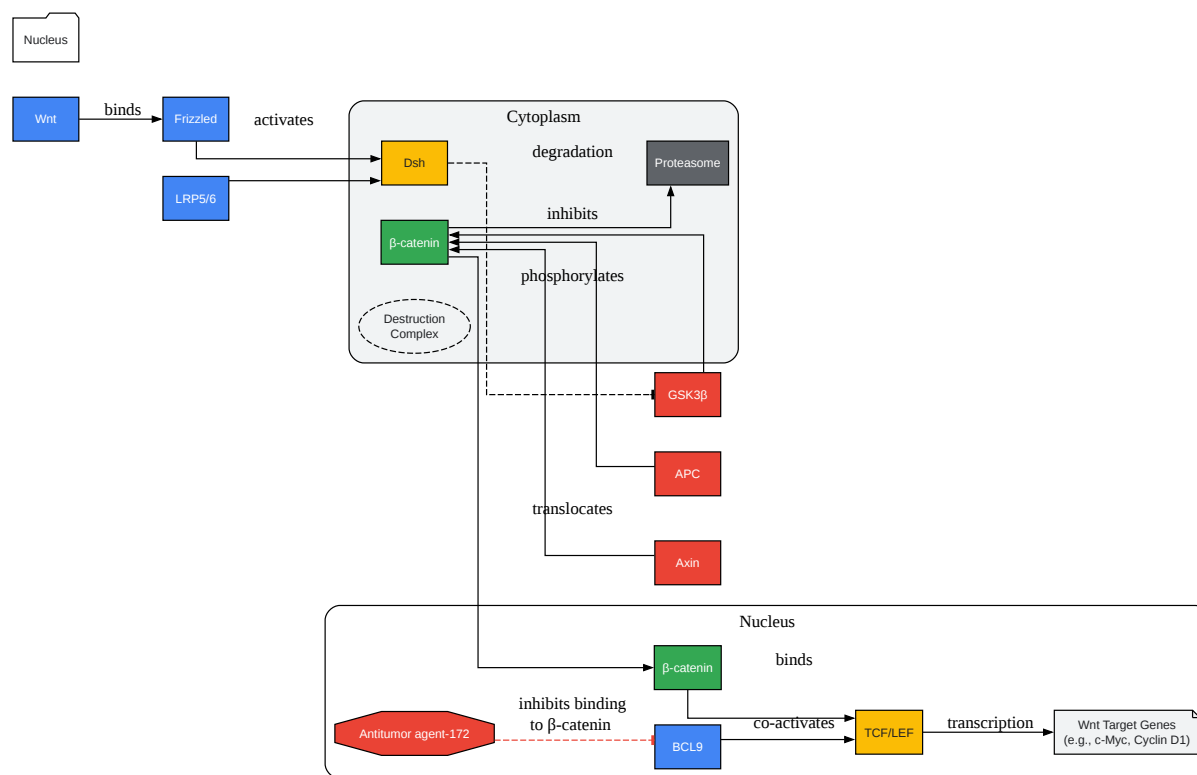 Nucleus
Wnt
binds
Frizzled
activates
LRP5/6
Cytoplasm
Dsh
degradation
Proteasome
inhibits
β-catenin
phosphorylates
Destruction
Complex
GSK3β
APC
translocates
Axin
Nucleus
β-catenin
binds
inhibits binding
to β-catenin
Antitumor agent-172
BCL9
co-activates
TCF/LEF
transcription
Wnt Target Genes
(e.g., c-Myc, Cyclin D1)